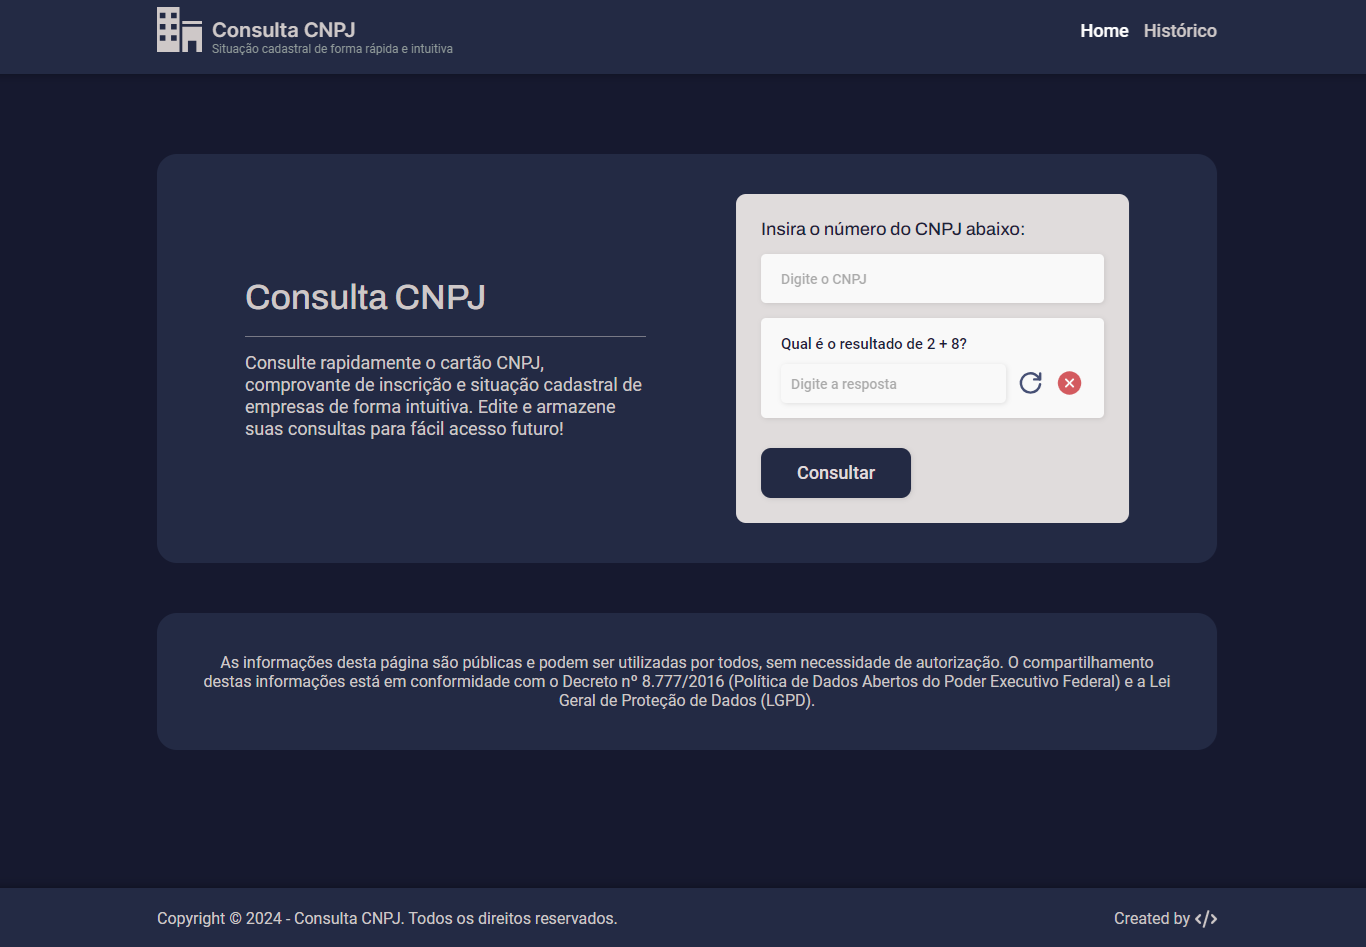 Consulta CNPJ
Situação cadastral de forma rápida e intuitiva
Home Histórico
Consulta CNPJ
Consulte rapidamente o cartão CNPJ,
comprovante de inscrição e situação cadastral de
empresas de forma intuitiva. Edite e armazene
suas consultas para fácil acesso futuro!
Insira o número do CNPJ abaixo:
Digite o CNPJ
Qual é o resultado de 2 + 8?
Digite a resposta
Consultar
As informações desta página são públicas e podem ser utilizadas por todos, sem necessidade de autorização. O compartilhamento
destas informações está em conformidade com o Decreto nº 8.777/2016 (Política de Dados Abertos do Poder Executivo Federal) e a Lei
Geral de Proteção de Dados (LGPD).
Copyright © 2024 - Consulta CNPJ. Todos os direitos reservados.
Created by